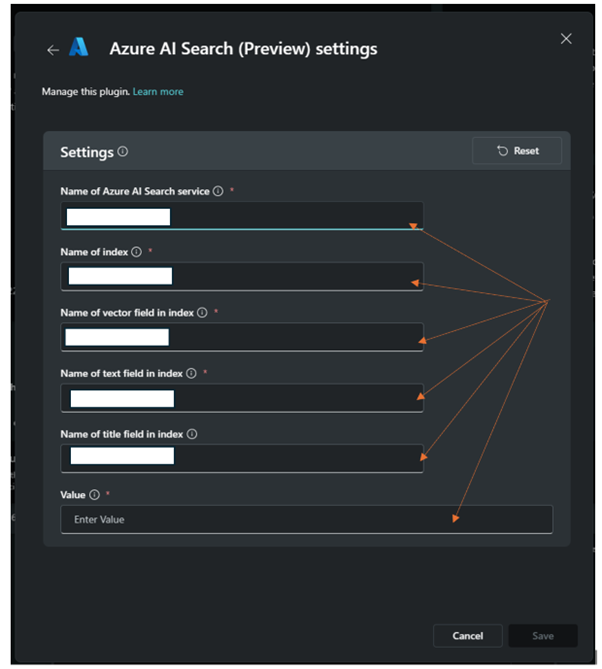 Azure AI Search (Preview) settings
Manage this plugin. Learn more
Settings
Reset
Name of Azure AI Search service *
Name of index *
Name of vector field in index *
Name of text field in index *
Name of title field in index
Value *
Enter Value
Cancel
Save